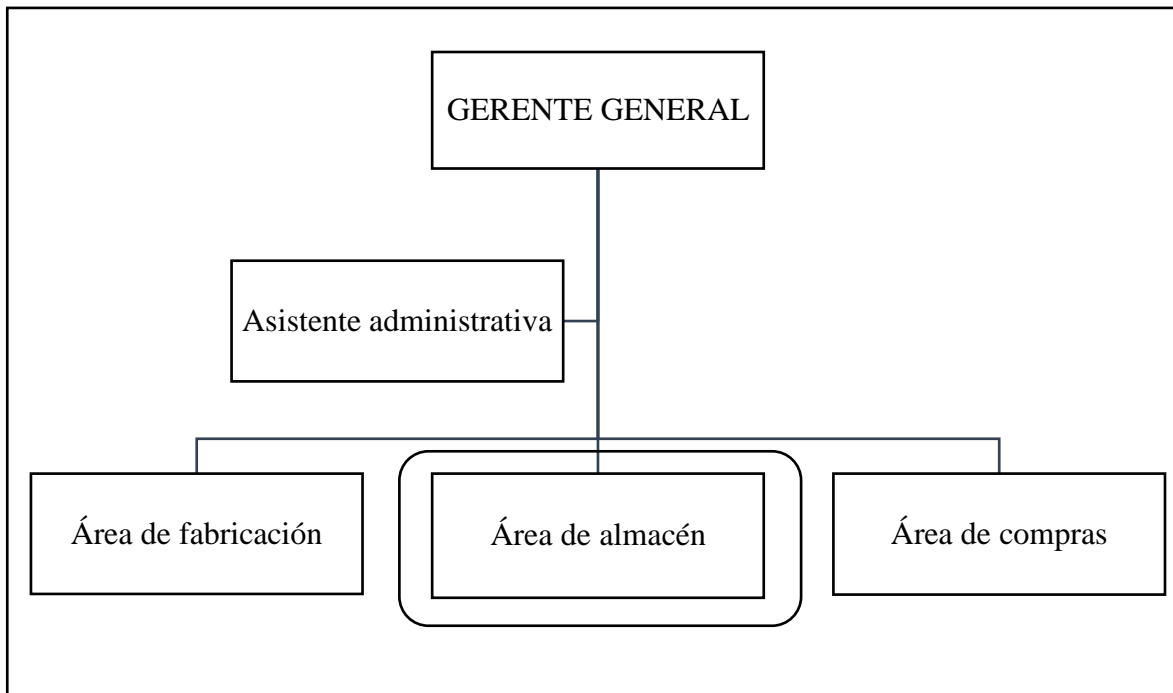 GERENTE GENERAL
Asistente administrativa
Área de fabricación
Área de almacén
Área de compras